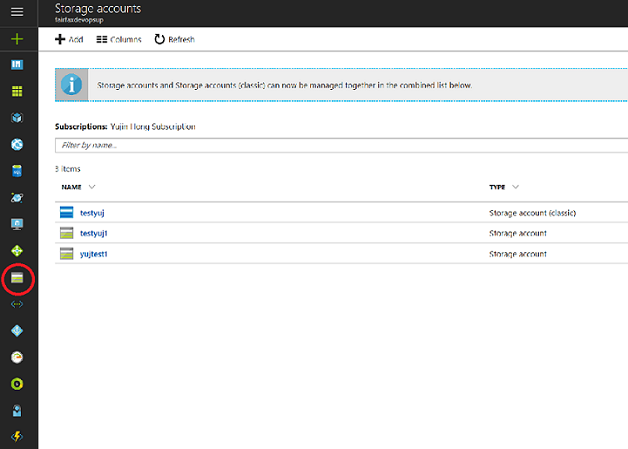 Storage accounts
fairfaxdevopsup
Add Columns Refresh
Storage accounts and Storage accounts (classic) can now be managed together in the combined list below.
Subscriptions: Yujin Hong Subscription
Filter by name...
3 items
NAME TYPE
testyuj Storage account (classic)
testyuj1 Storage account
yujtest1 Storage account